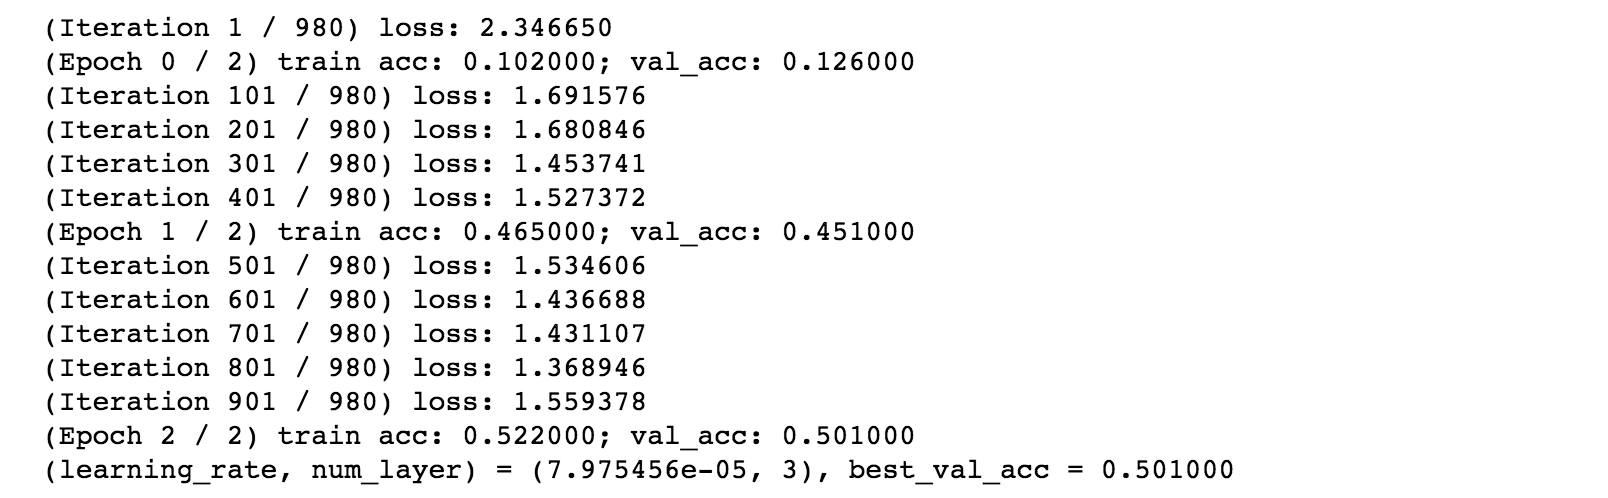 (Iteration 1 / 980) loss: 2.346650
(Epoch 0 / 2) train acc: 0.102000; val_acc: 0.126000
(Iteration 101 / 980) loss: 1.691576
(Iteration 201 / 980) loss: 1.680846
(Iteration 301 / 980) loss: 1.453741
(Iteration 401 / 980) loss: 1.527372
(Epoch 1 / 2) train acc: 0.465000; val_acc: 0.451000
(Iteration 501 / 980) loss: 1.534606
(Iteration 601 / 980) loss: 1.436688
(Iteration 701 / 980) loss: 1.431107
(Iteration 801 / 980) loss: 1.368946
(Iteration 901 / 980) loss: 1.559378
(Epoch 2 / 2) train acc: 0.522000; val_acc: 0.501000
(learning_rate, num_layer) = (7.975456e-05, 3), best_val_acc = 0.501000